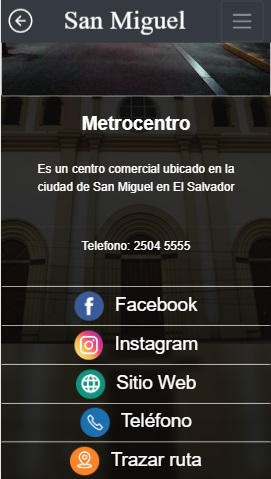 San Miguel
Metrocentro
Es un centro comercial ubicado en la
ciudad de San Miguel en El Salvador
Telefono: 2504 5555
Facebook
Instagram
Sitio Web
Teléfono
Trazar ruta